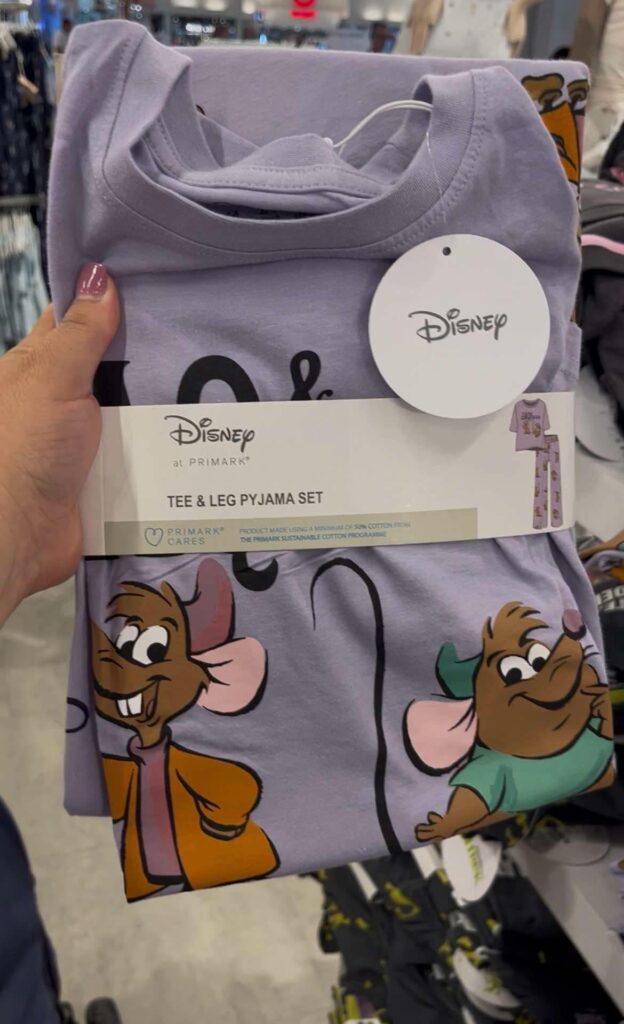 DISNEY
&
DISNEY
at PRIMARK®
TEE & LEG PYJAMA SET
PRIMARK®
CARES
PRODUCT MADE USING A MINIMUM OF 50% COTTON FROM
THE PRIMARK SUSTAINABLE COTTON PROGRAMME